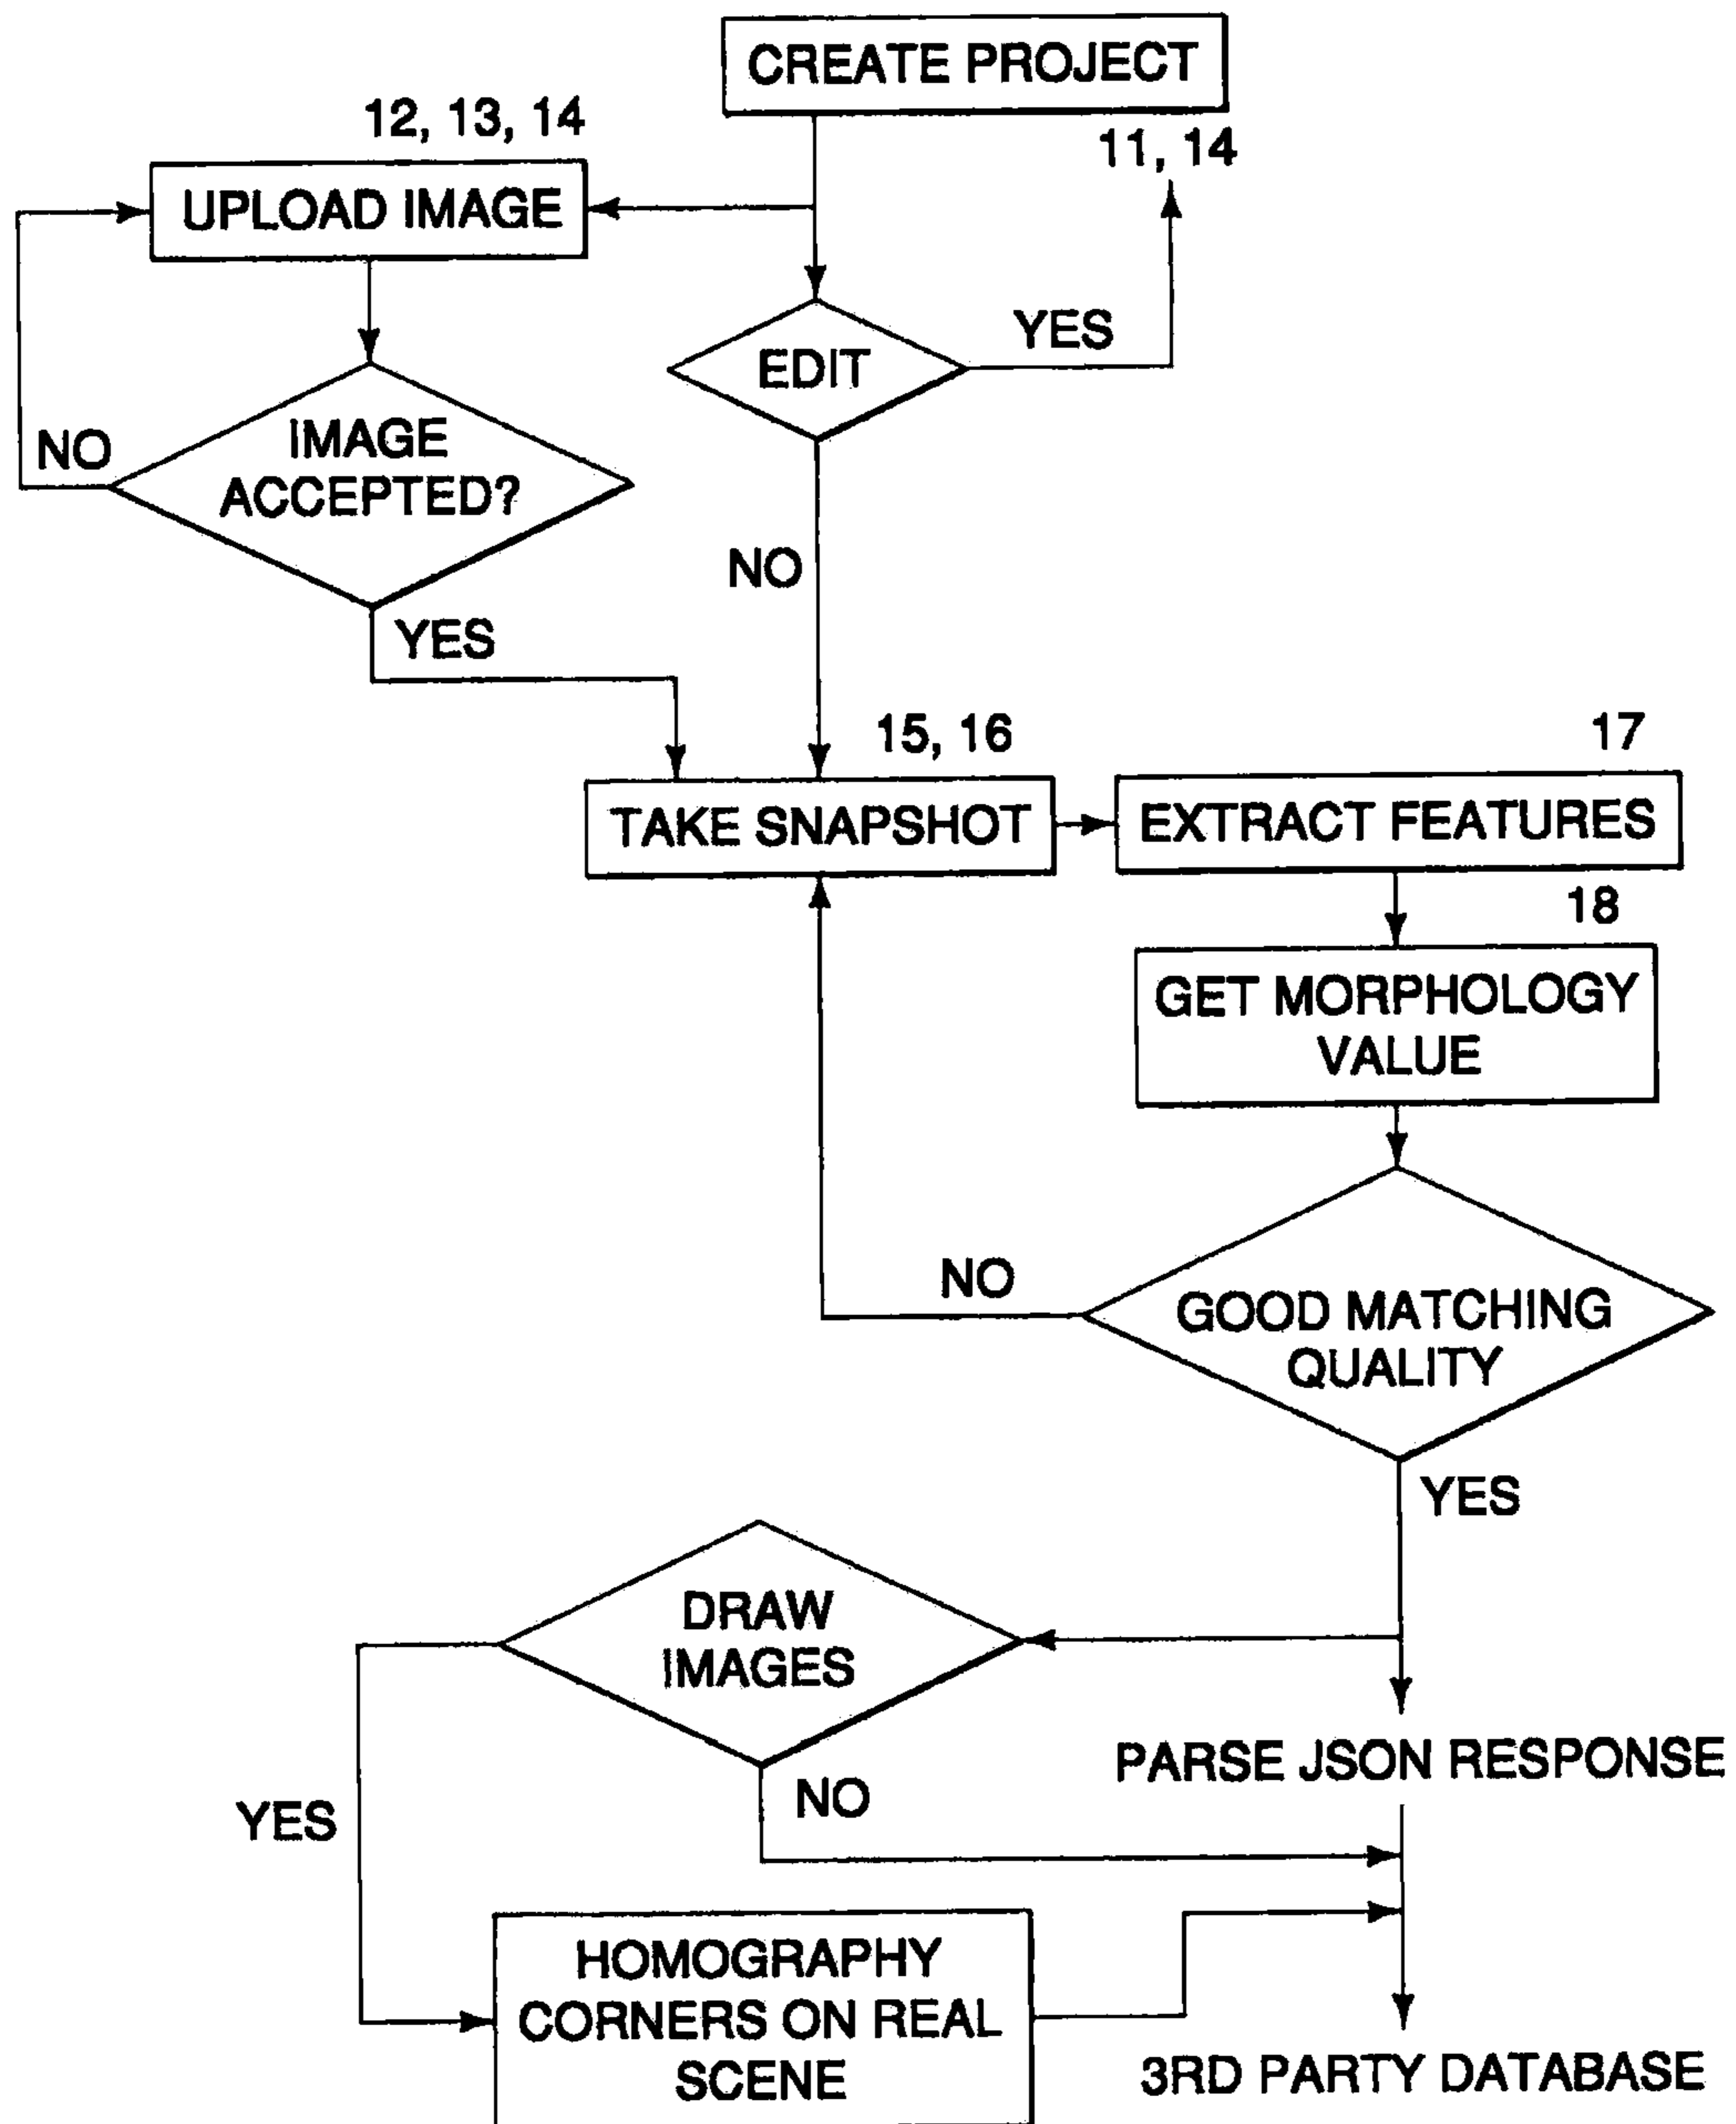 CREATE PROJECT
12, 13, 14
11, 14
UPLOAD IMAGE
EDIT
YES
IMAGE
ACCEPTED?
NO
NO
YES
15, 16
17
TAKE SNAPSHOT
EXTRACT FEATURES
18
GET MORPHOLOGY
VALUE
NO
GOOD MATCHING
QUALITY
YES
DRAW
IMAGES
PARSE JSON RESPONSE
NO
YES
HOMOGRAPHY
CORNERS ON REAL
SCENE
3RD PARTY DATABASE